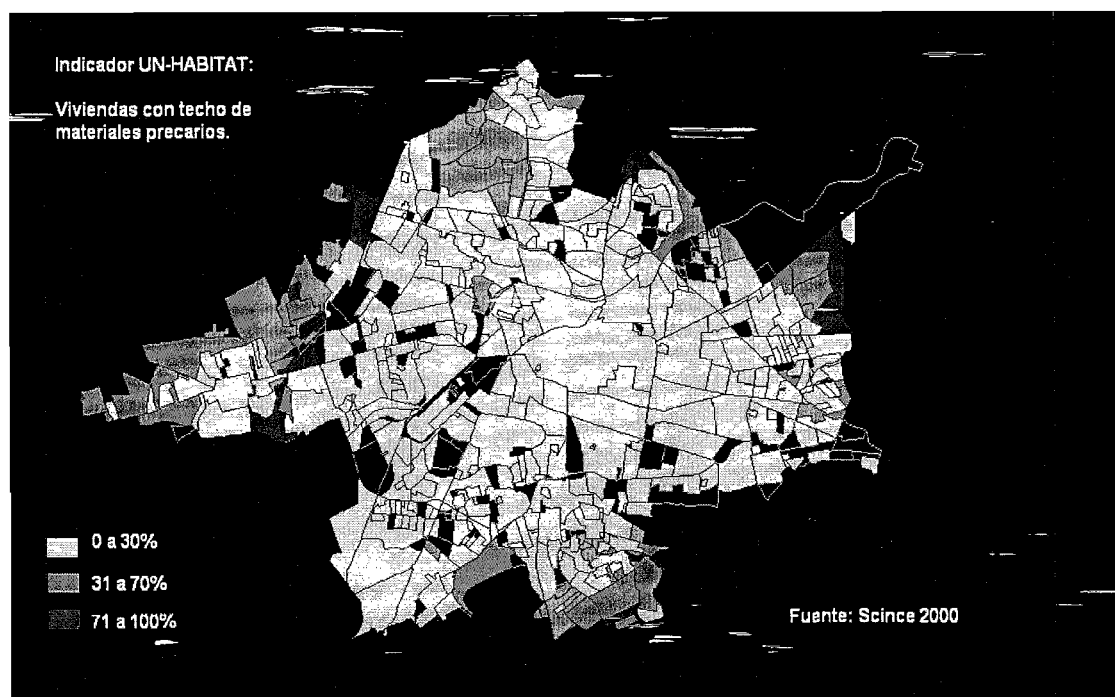 Indicador UN-HABITAT:
Viviendas con techo de
materiales precarios.
0 a 30%
31 a 70%
71 a 100%
Fuente: Scince 2000